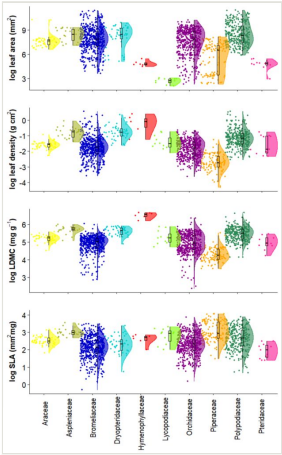 log leaf area (mm²)
9
6
3
log leaf density (g cm³)
0
-1
-2
-3
-4
log LDMC (mg g⁻¹)
6
5
4
3
2
log SLA (mm²/mg)
4
3
2
1
0
Araceae
Aspleniaceae
Bromeliaceae
Dryopteridaceae
Hymenophyllaceae
Lycopodiaceae
Orchidaceae
Piperaceae
Polypodiaceae
Pteridaceae